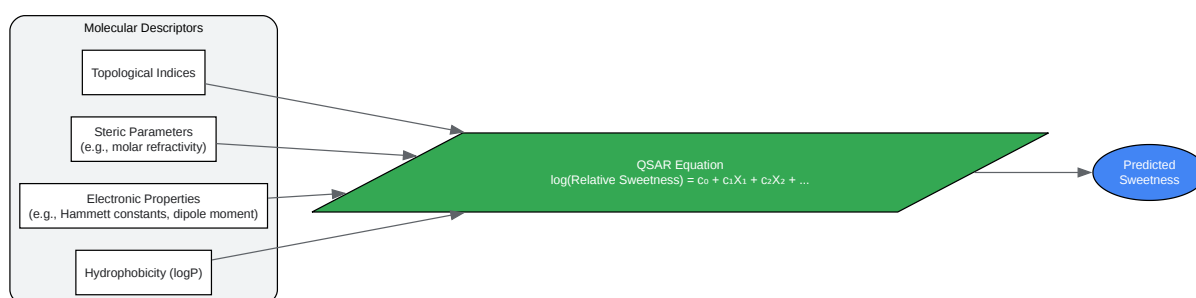 Molecular Descriptors
Topological Indices
Steric Parameters
(e.g., molar refractivity)
Electronic Properties
(e.g., Hammett constants, dipole moment)
Hydrophobicity (logP)
QSAR Equation
log(Relative Sweetness) = c₀ + c₁X₁ + c₂X₂ + ...
Predicted
Sweetness